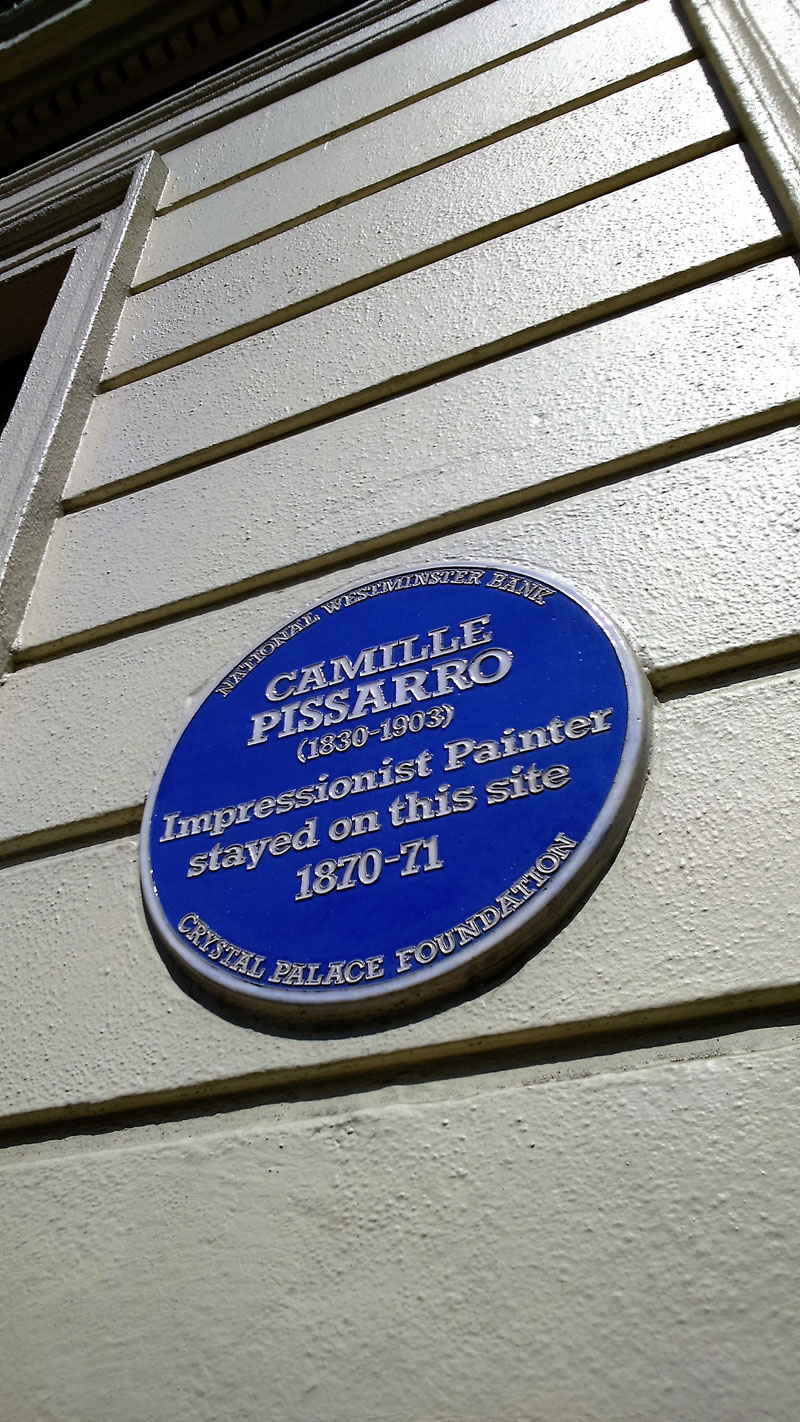 NATIONAL WESTMINSTER BANK
CAMILLE
PISSARRO
(1830-1903)
Impressionist Painter
stayed on this site
1870-71
CRYSTAL PALACE FOUNDATION